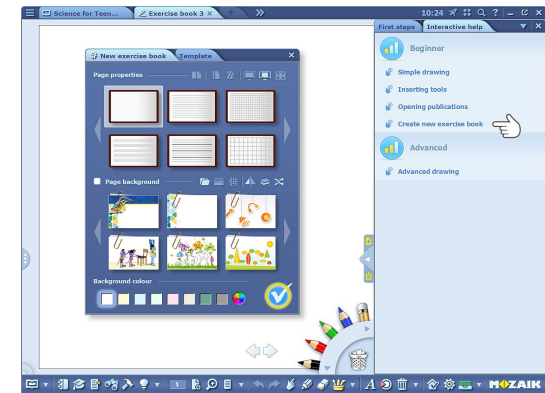 Science for Teen...
Exercise book 3
10:24
New exercise book
Template
Page properties
Page background
Background colour
First steps
Interactive help
Beginner
Simple drawing
Inserting tools
Opening publications
Create new exercise book
Advanced
Advanced drawing
1
A
MOZAIK